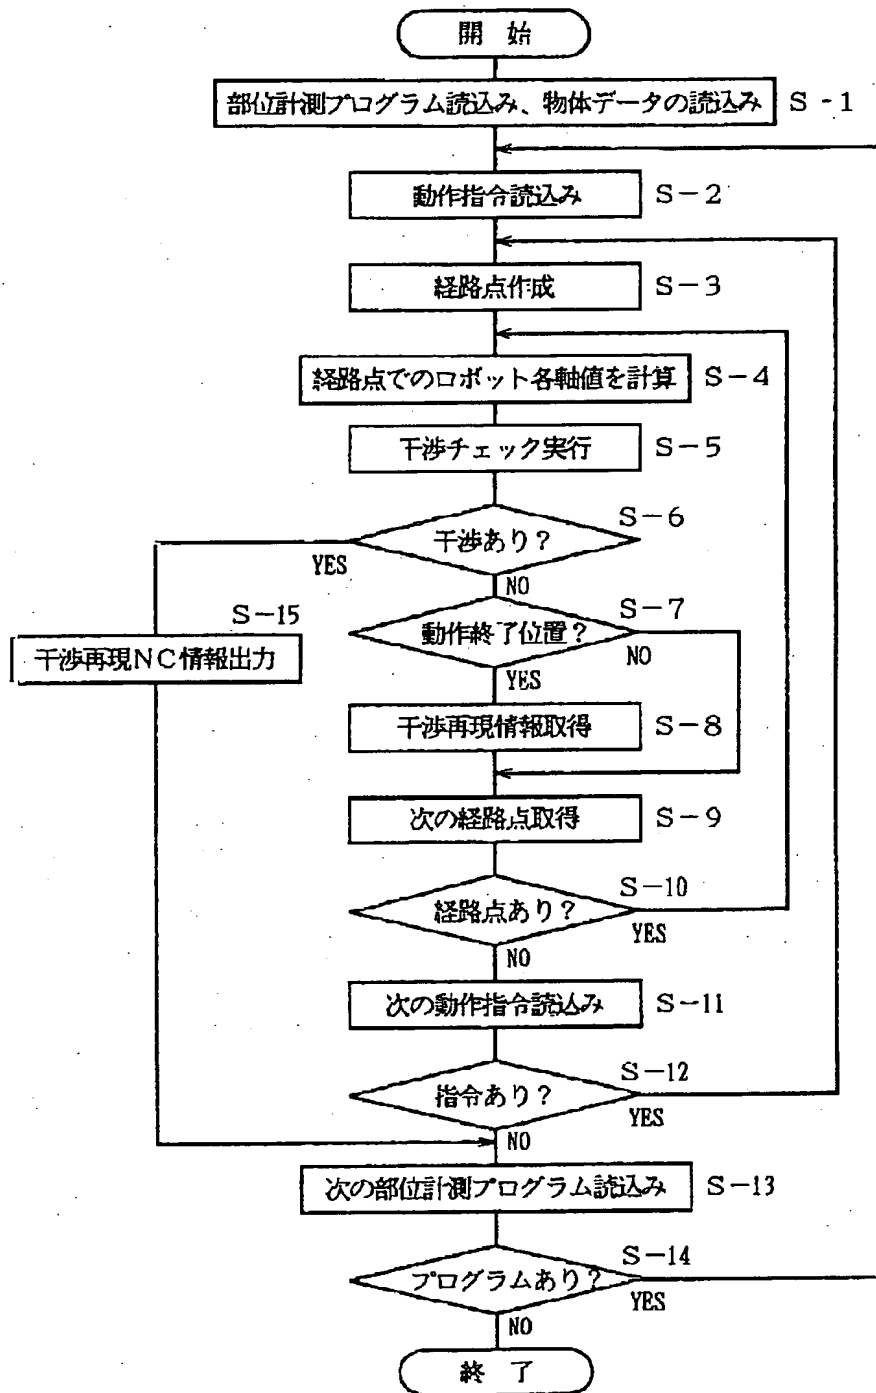 開 始
部位計測プログラム読込み、物体データの読込み S-1
動作指令読込み S-2
経路点作成 S-3
経路点でのロボット各軸値を計算 S-4
干渉チェック実行 S-5
S-6
干渉あり?
YES
NO
S-15
S-7
動作終了位置?
干渉再現NC情報出力
NO
YES
干渉再現情報取得 S-8
次の経路点取得 S-9
S-10
経路点あり?
YES
NO
次の動作指令読込み S-11
S-12
指令あり?
YES
NO
次の部位計測プログラム読込み S-13
S-14
プログラムあり?
YES
NO
終 了